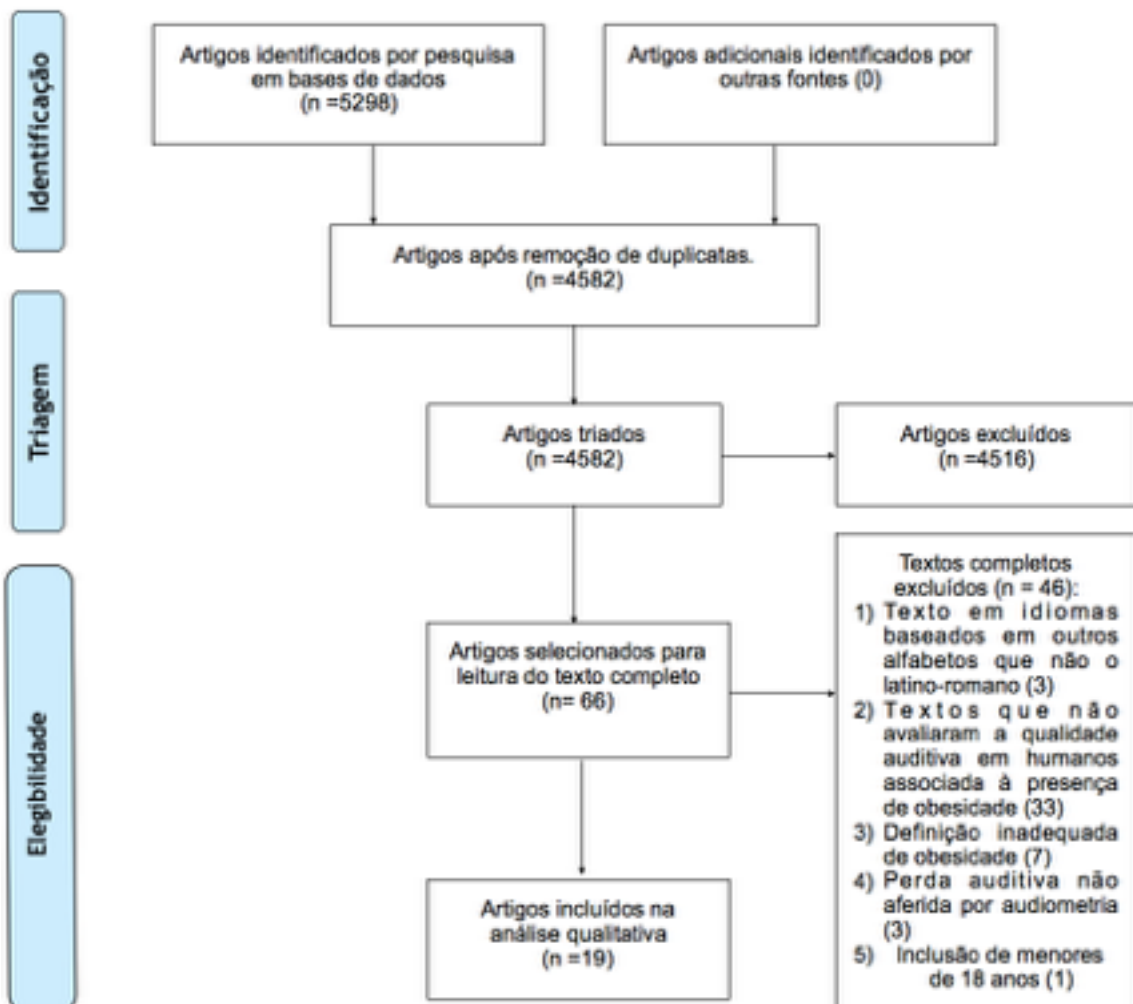 Identificação
Artigos identificados por pesquisa
em bases de dados
(n =5298)
Artigos adicionais identificados por
outras fontes (0)
Artigos após remoção de duplicatas.
(n =4582)
Triagem
Artigos triados
(n =4582)
Artigos excluídos
(n =4516)
Elegibilidade
Artigos selecionados para
leitura do texto completo
(n= 66)
Textos completos
excluídos (n = 46):
1) Texto em idiomas
baseados em outros
alfabetos que não o
latino-romano (3)
2) Textos que não
avaliaram a qualidade
auditiva em humanos
associada à presença
de obesidade (33)
3) Definição inadequada
de obesidade (7)
4) Perda auditiva não
aferida por audiometria
(3)
5) Inclusão de menores
de 18 anos (1)
Artigos incluídos na
análise qualitativa
(n =19)